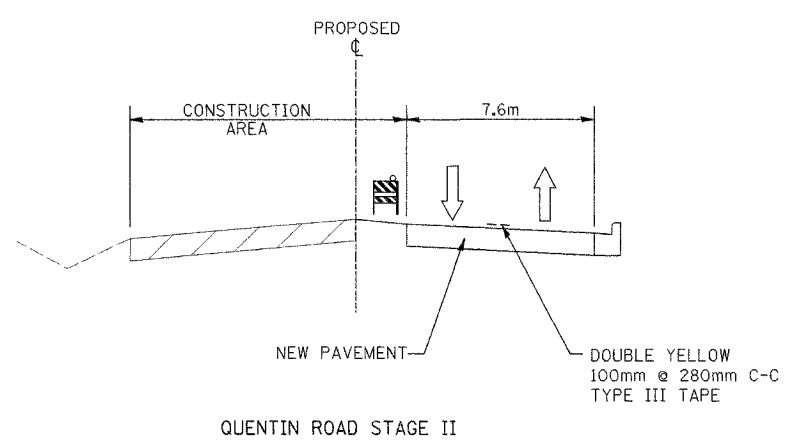 PROPOSED
℄
CONSTRUCTION
AREA
7.6m
NEW PAVEMENT
DOUBLE YELLOW
100mm @ 280mm C-C
TYPE III TAPE
QUENTIN ROAD STAGE II